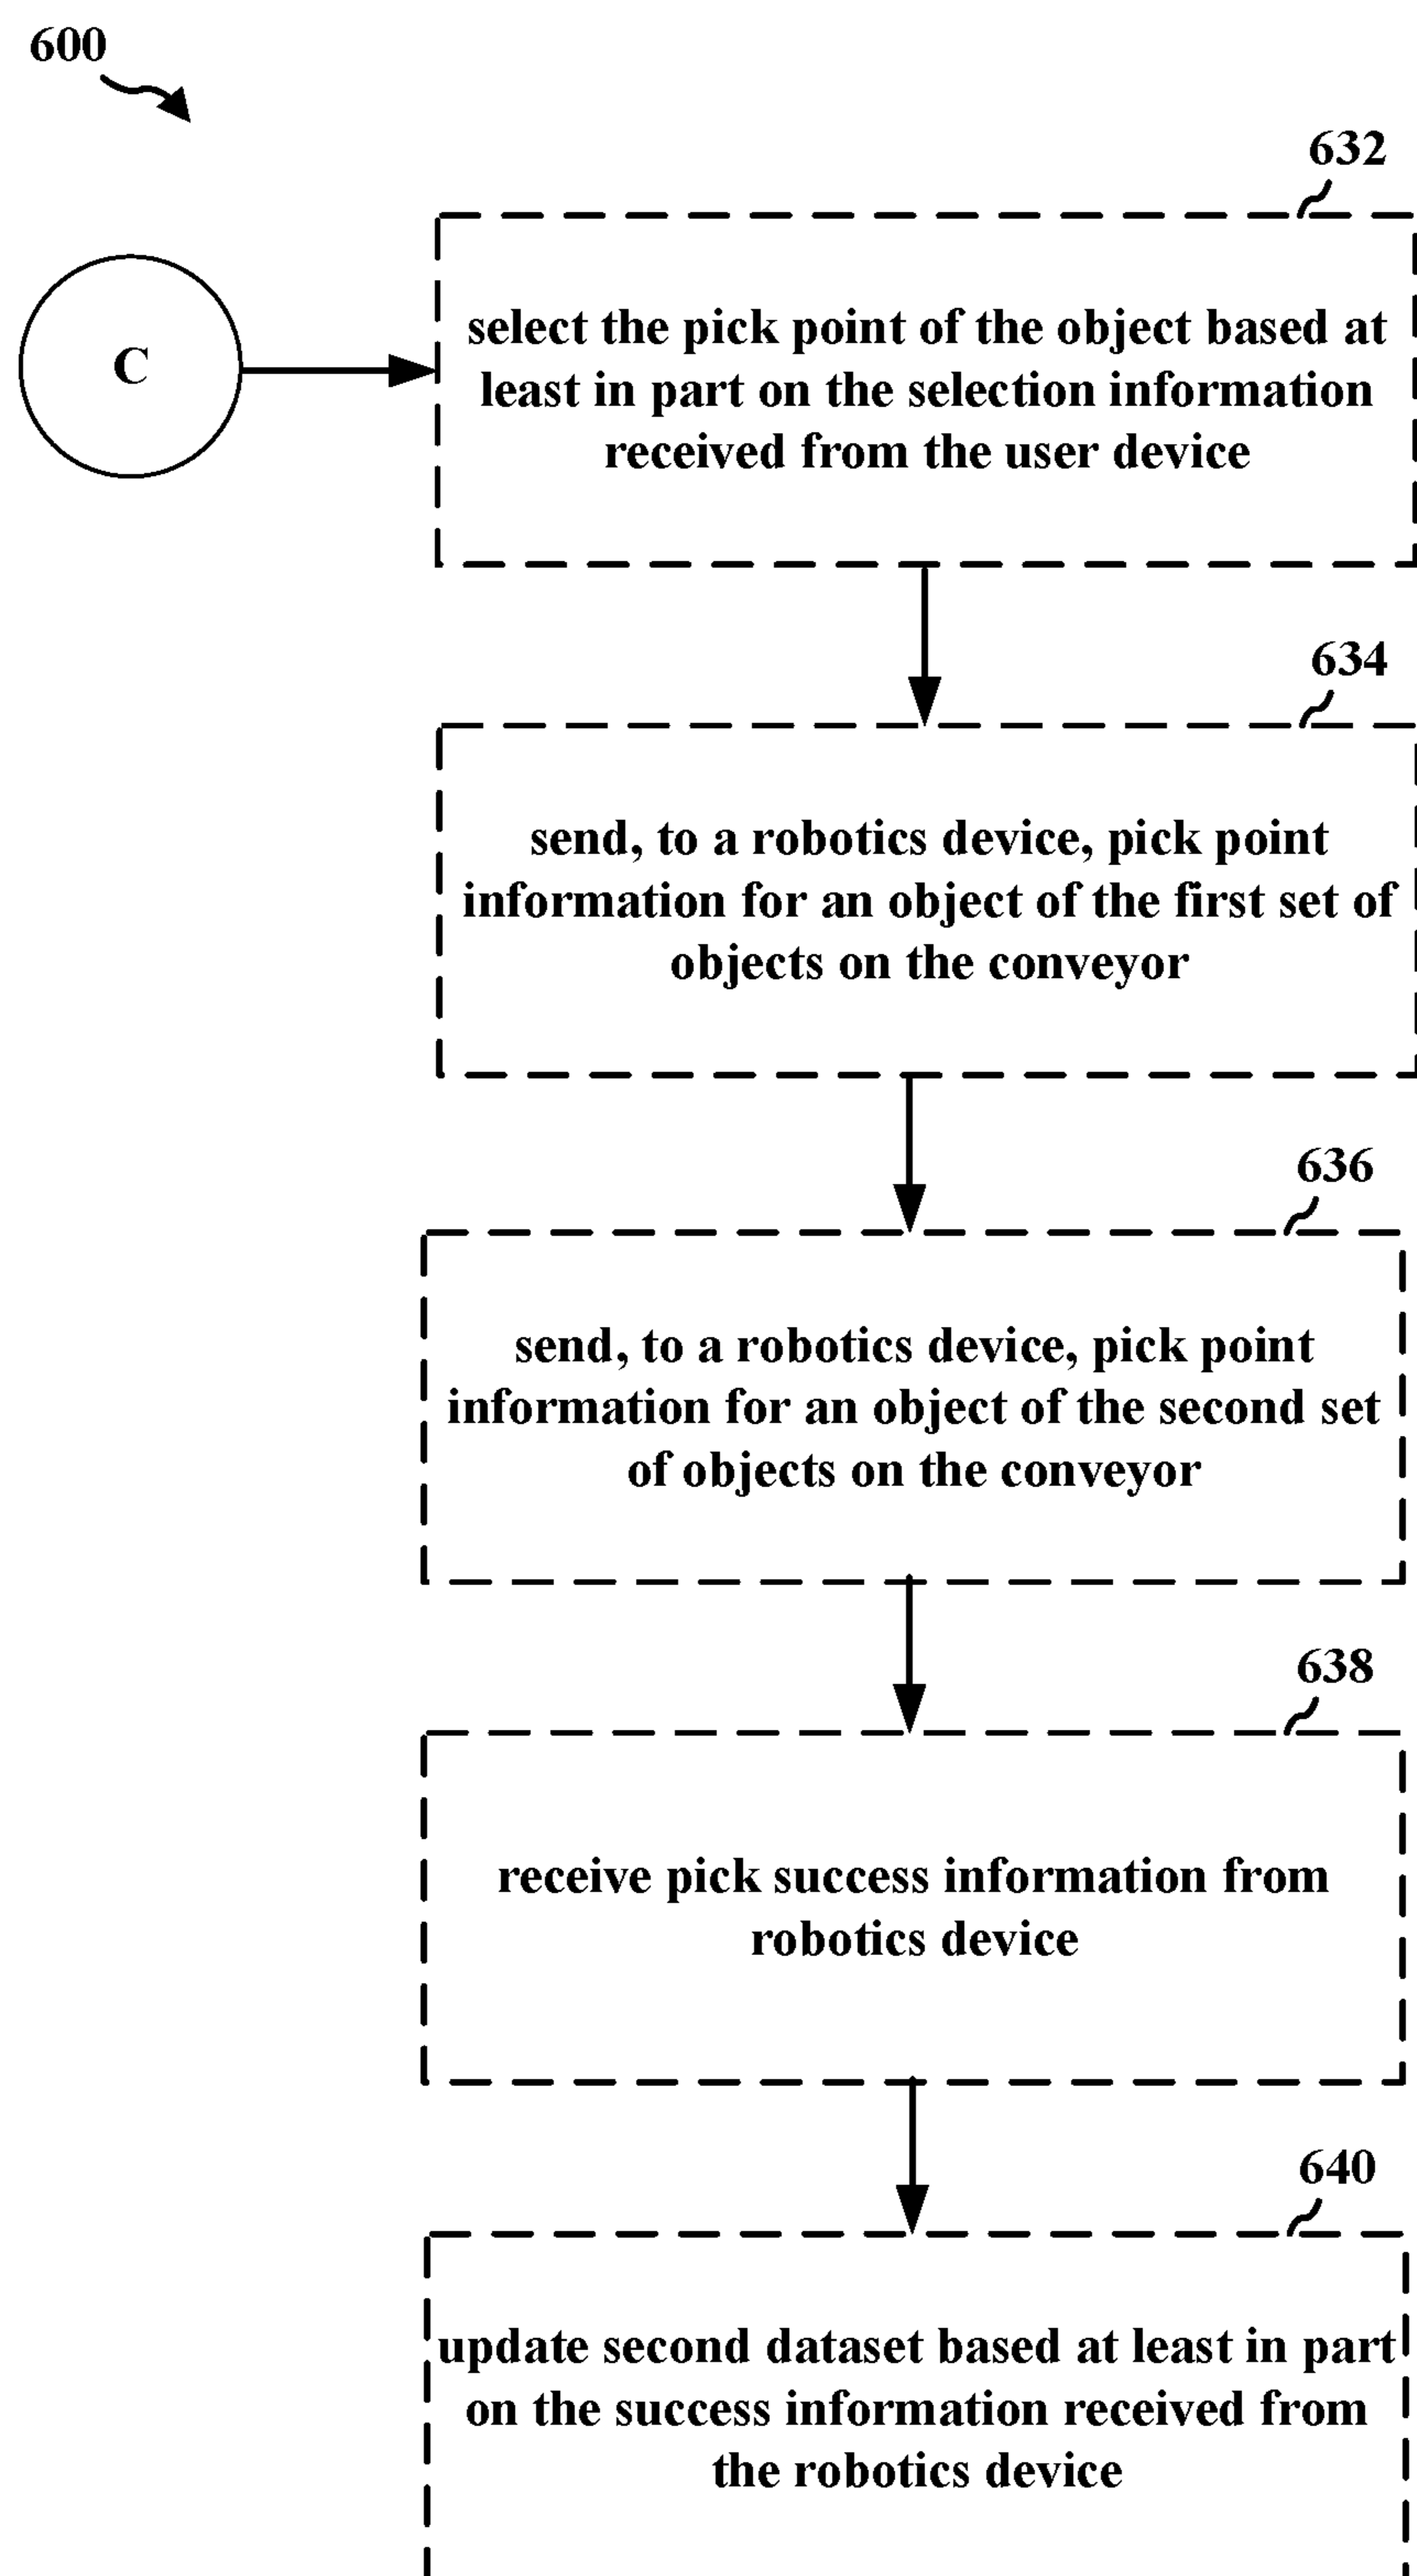 600
632
C
select the pick point of the object based at
least in part on the selection information
received from the user device
634
send, to a robotics device, pick point
information for an object of the first set of
objects on the conveyor
636
send, to a robotics device, pick point
information for an object of the second set
of objects on the conveyor
638
receive pick success information from
robotics device
640
update second dataset based at least in part
on the success information received from
the robotics device